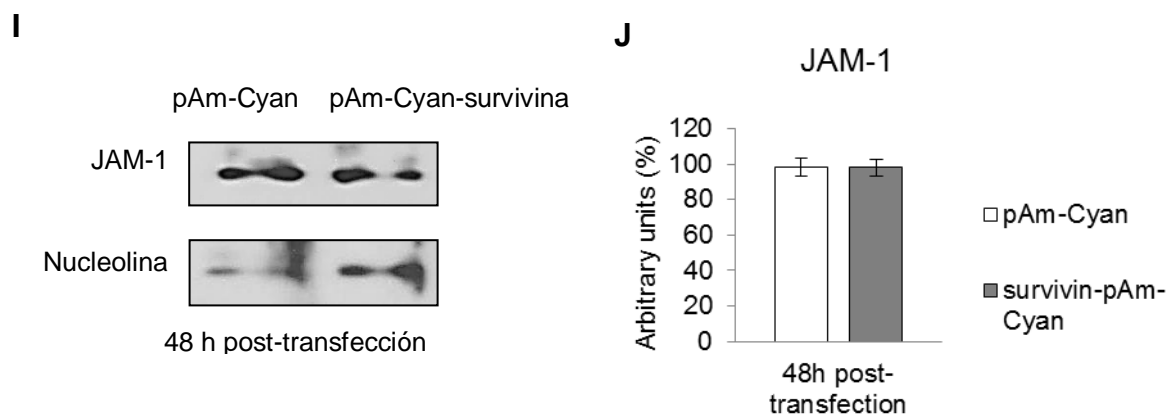 I
pAm-Cyan pAm-Cyan-survivina
JAM-1
Nucleolina
48 h post-transfección
J
JAM-1
Arbitrary units (%)
120
100
80
60
40
20
0
48h post-
transfection
pAm-Cyan
survivin-pAm-
Cyan